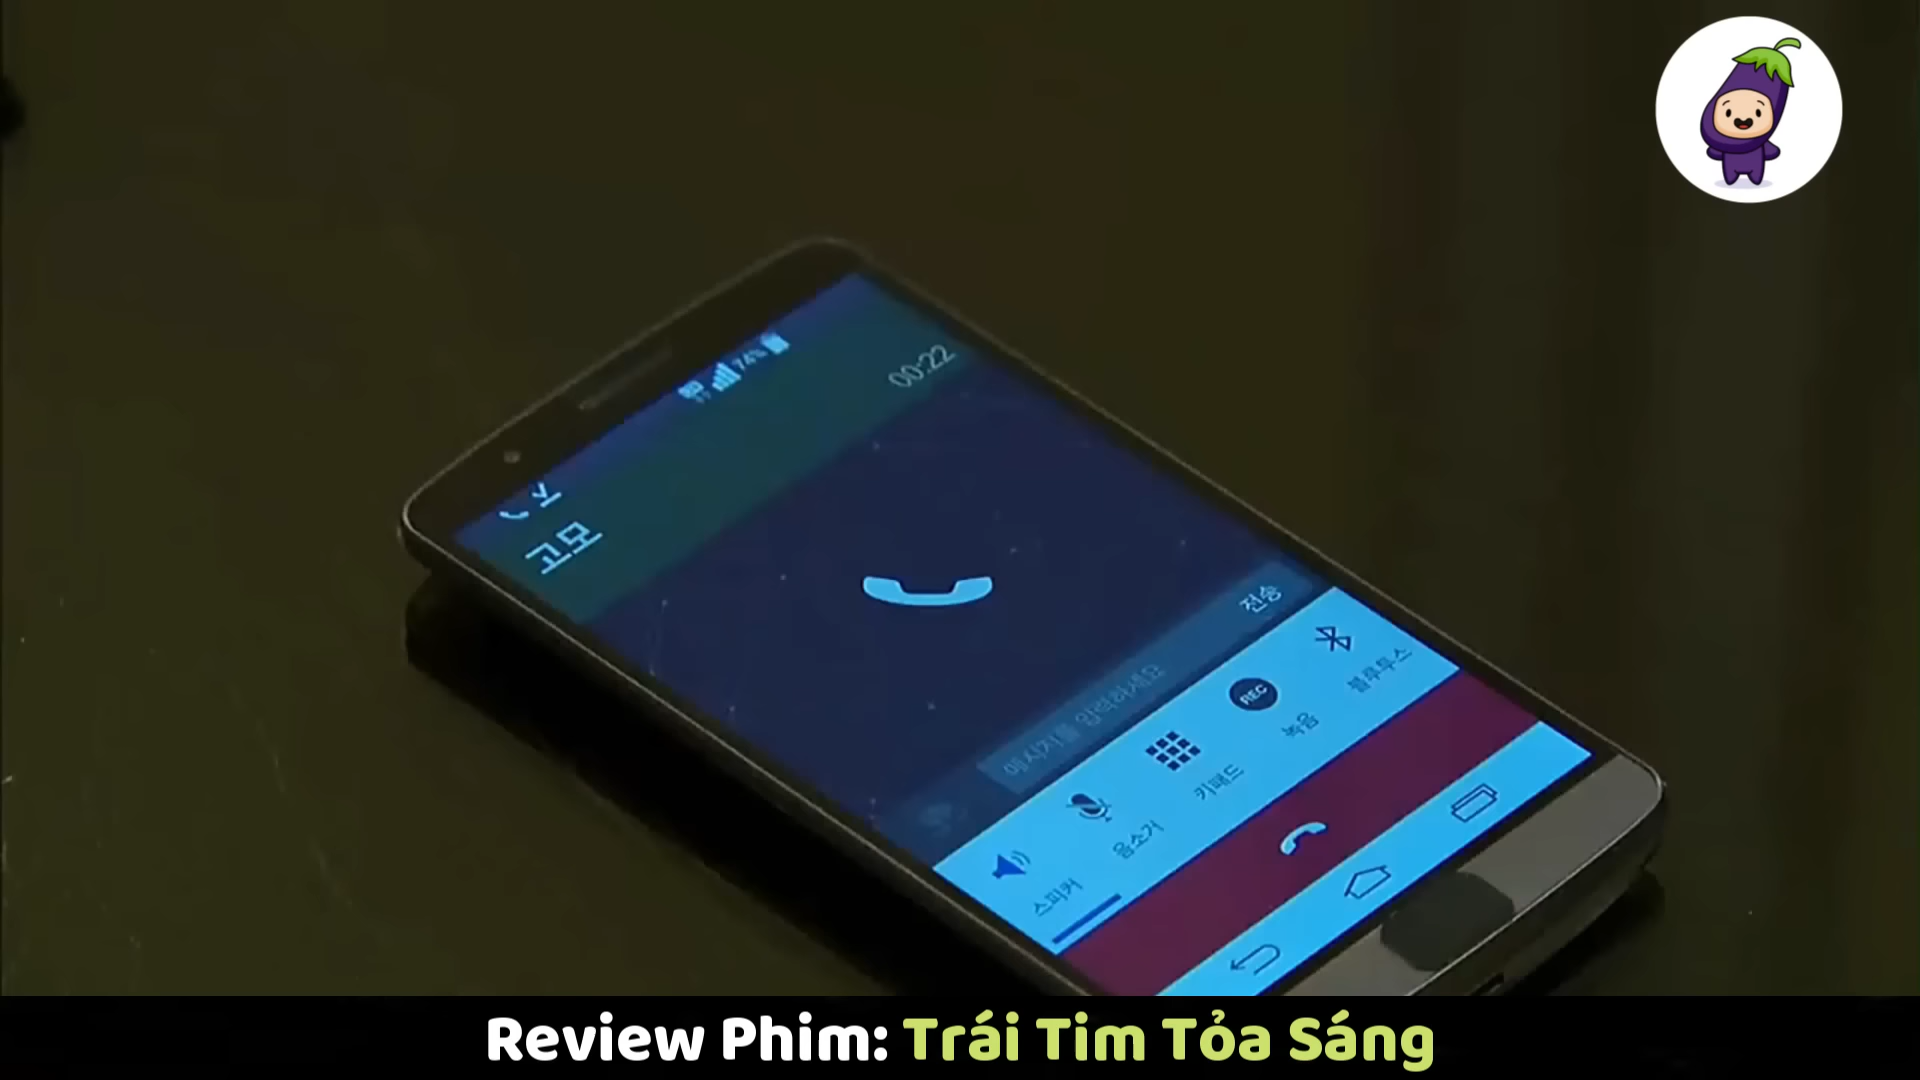 74%
00:22
고모
전송
메시지를 입력하세요
블루투스
REC
녹음
키패드
음소거
스피커
Review Phim: Trái Tim Tỏa Sáng